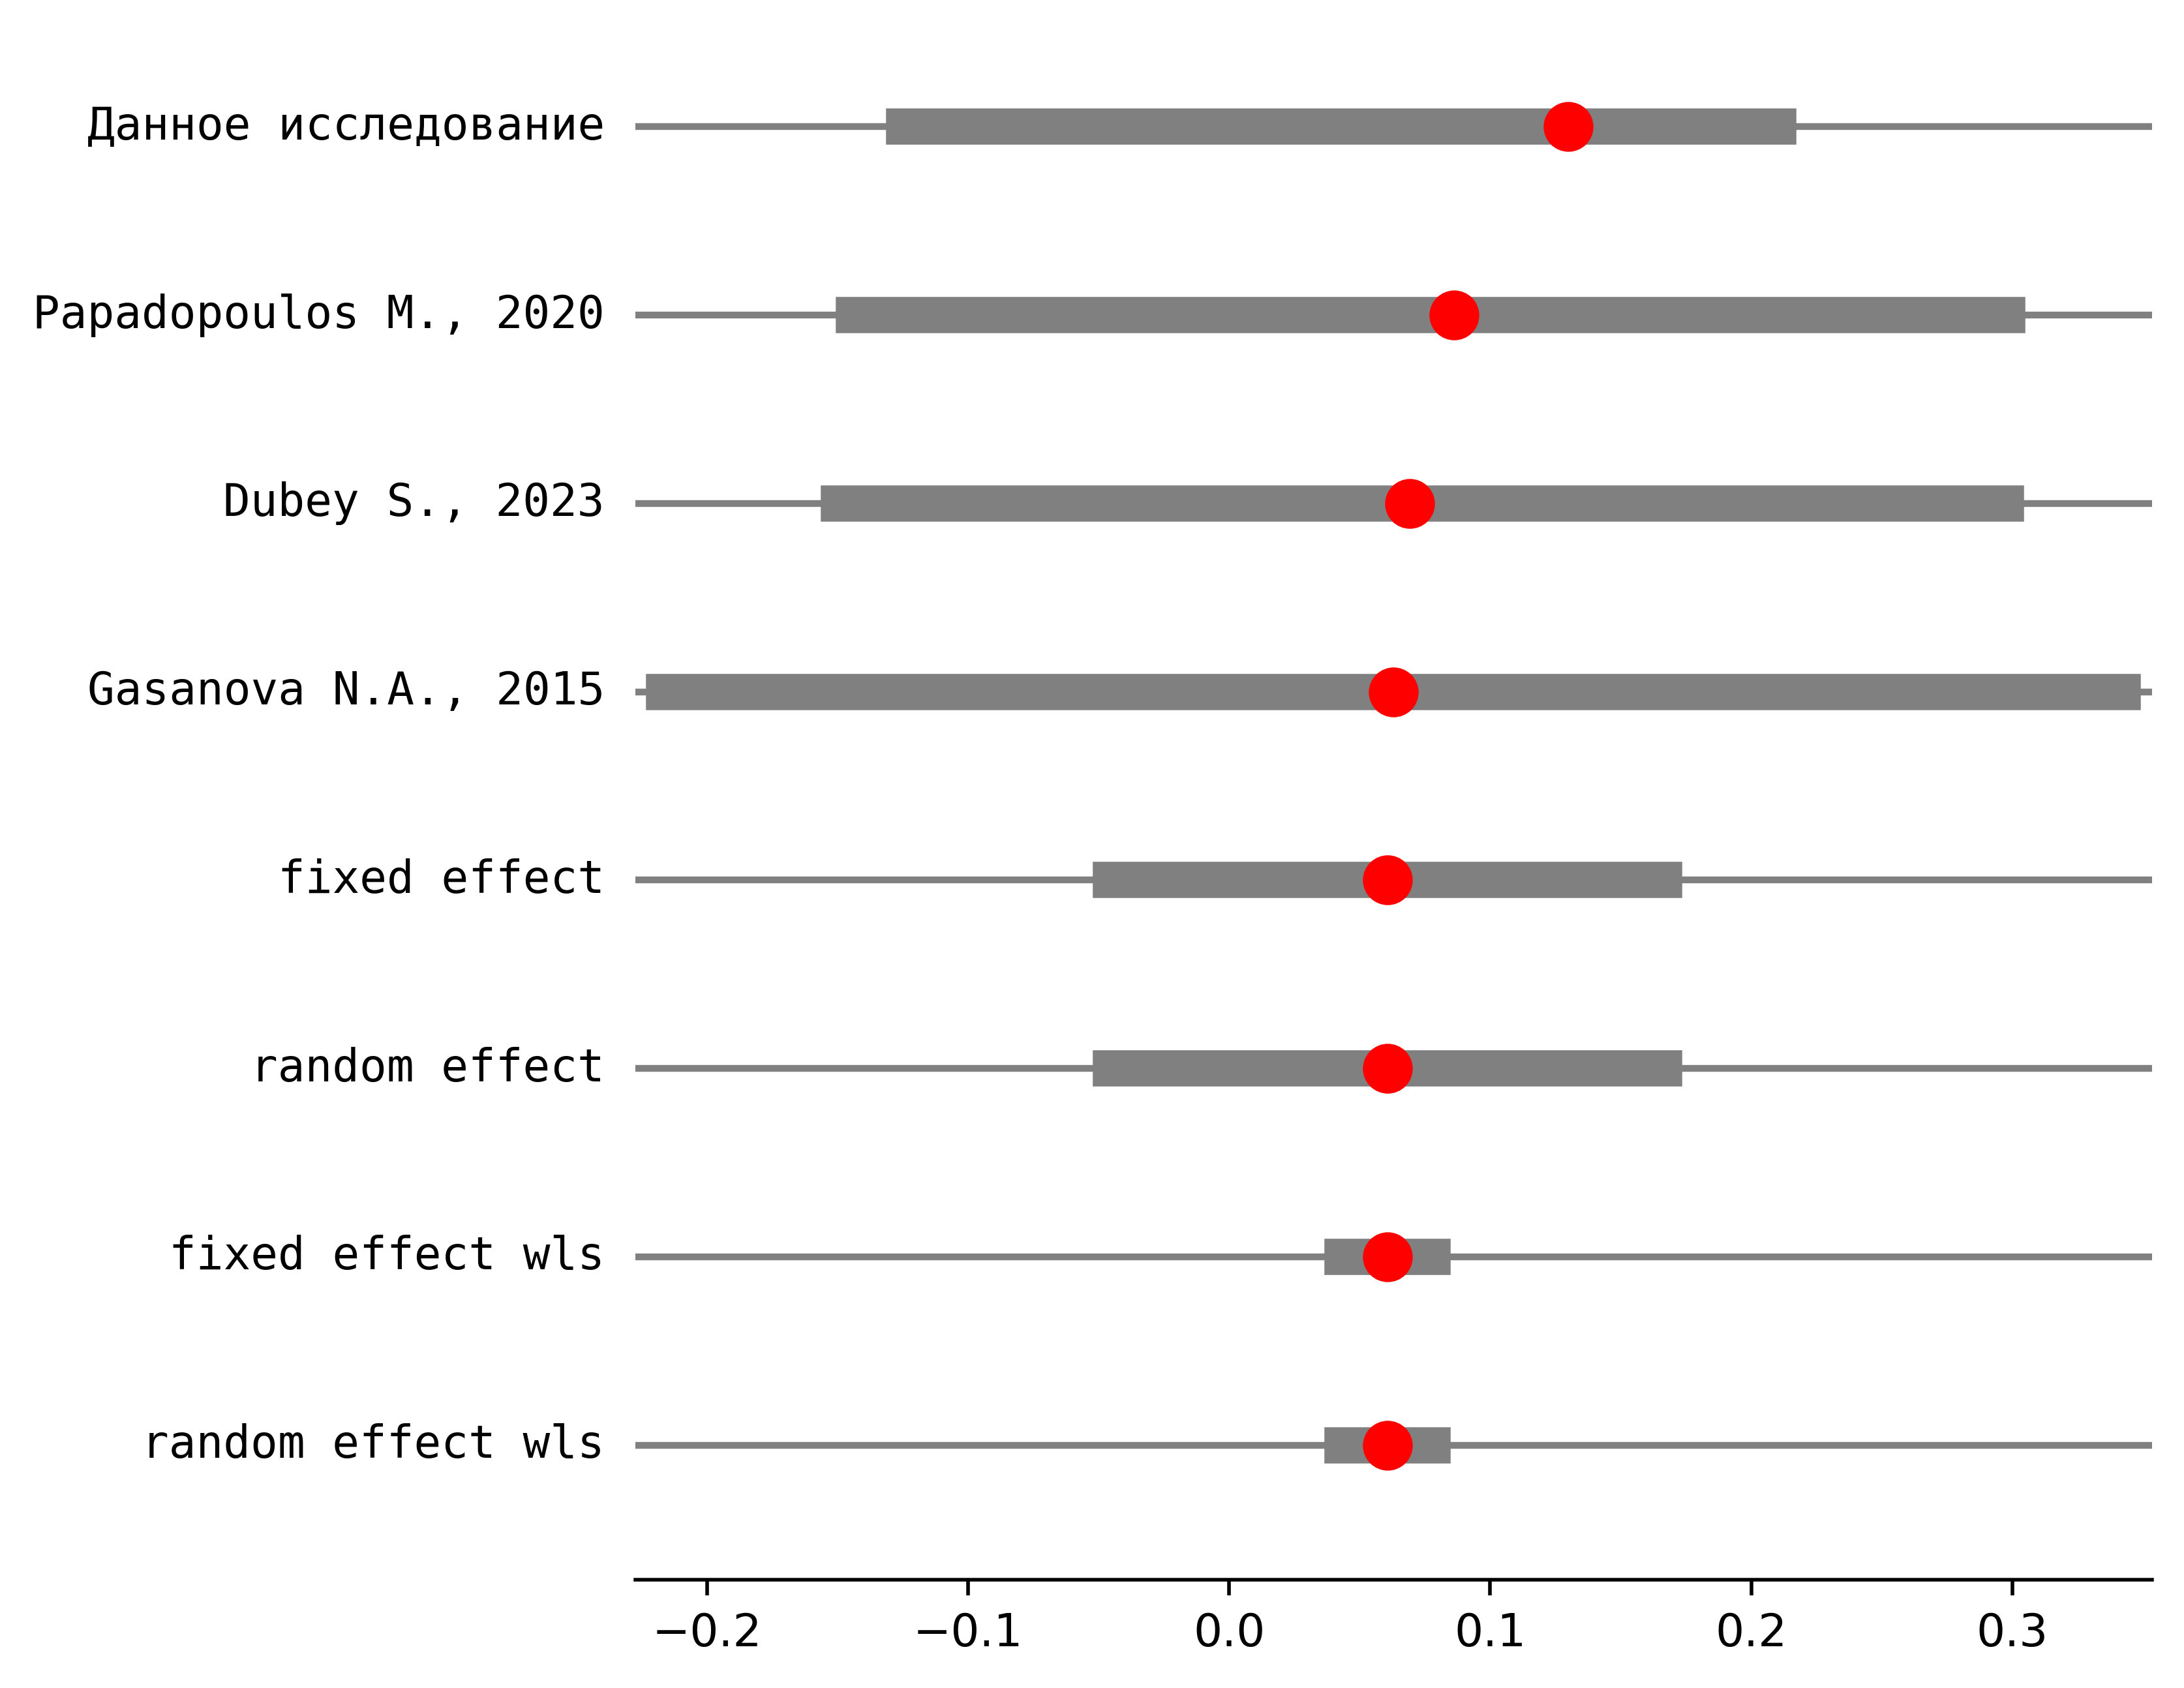 Данное исследование
Papadopoulos M., 2020
Dubey S., 2023
Gasanova N.A., 2015
fixed effect
random effect
fixed effect wls
random effect wls
−0.2 −0.1 0.0 0.1 0.2 0.3